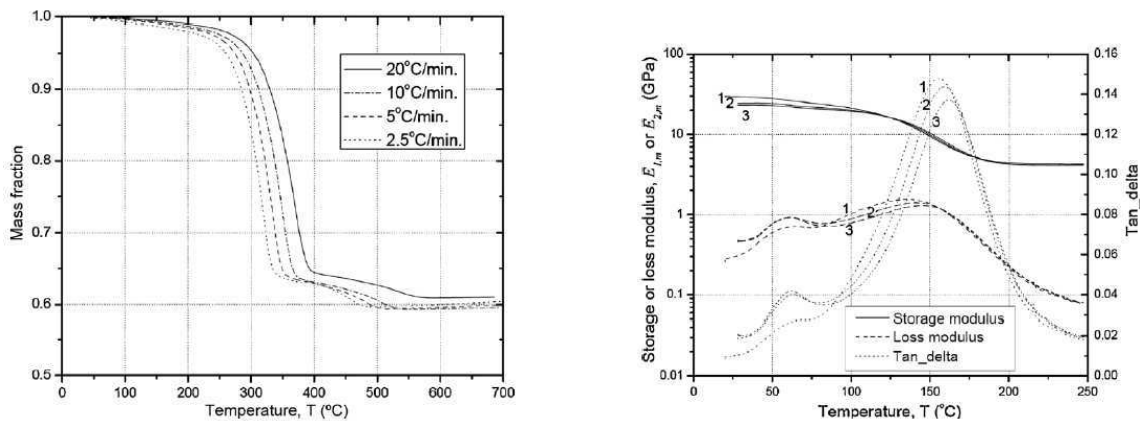 1.0
0.9
0.8
0.7
0.6
0.5
Mass fraction
20°C/min.
10°C/min.
5°C/min.
2.5°C/min.
0 100 200 300 400 500 600 700
Temperature, T (ºC)
100
10
1
0.1
0.01
Storage or loss modulus, E1,m or E2,m (GPa)
0.16
0.14
0.12
0.10
0.08
0.06
0.04
0.02
0.00
Tan_delta
1
2
3
1
2
3
1
2
3
Storage modulus
Loss modulus
Tan_delta
0 50 100 150 200 250
Temperature, T (°C)